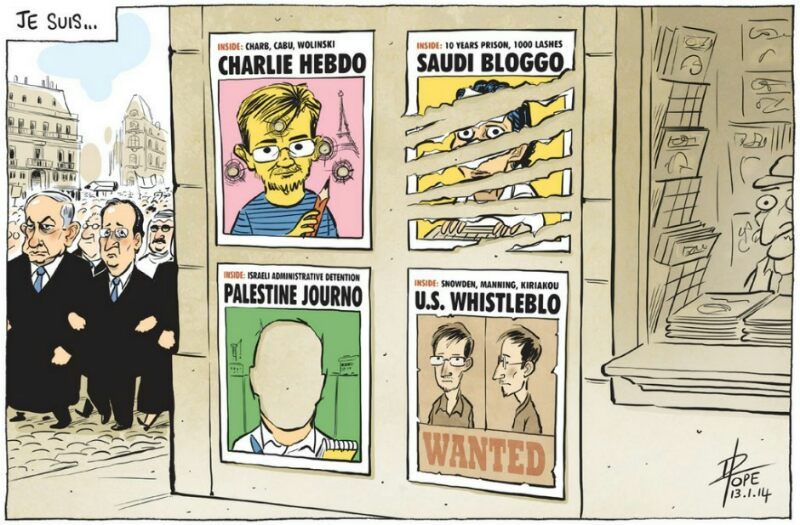 JE SUIS...
INSIDE: CHARB, CABU, WOLINSKI
CHARLIE HEBDO
INSIDE: 10 YEARS PRISON, 1000 LASHES
SAUDI BLOGGO
INSIDE: ISRAELI ADMINISTRATIVE DETENTION
PALESTINE JOURNO
INSIDE: SNOWDEN, MANNING, KIRIAKOU
U.S. WHISTLEBLO
WANTED
POPE
13.1.14